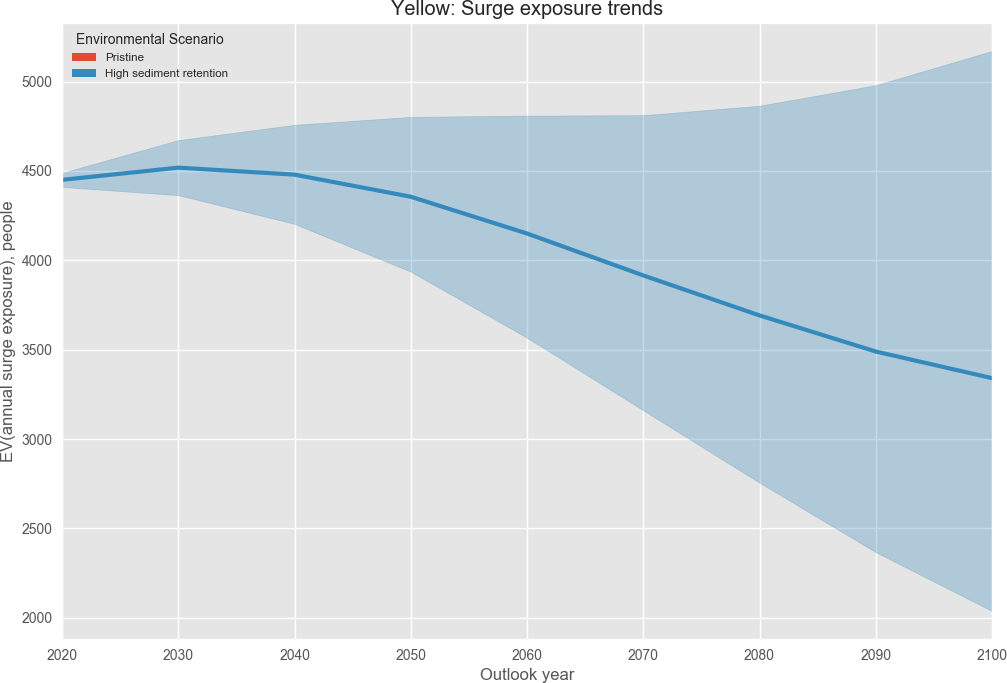 Yellow: Surge exposure trends
Environmental Scenario
Pristine
High sediment retention
EV(annual surge exposure), people
5000
4500
4000
3500
3000
2500
2000
2020 2030 2040 2050 2060 2070 2080 2090 2100
Outlook year